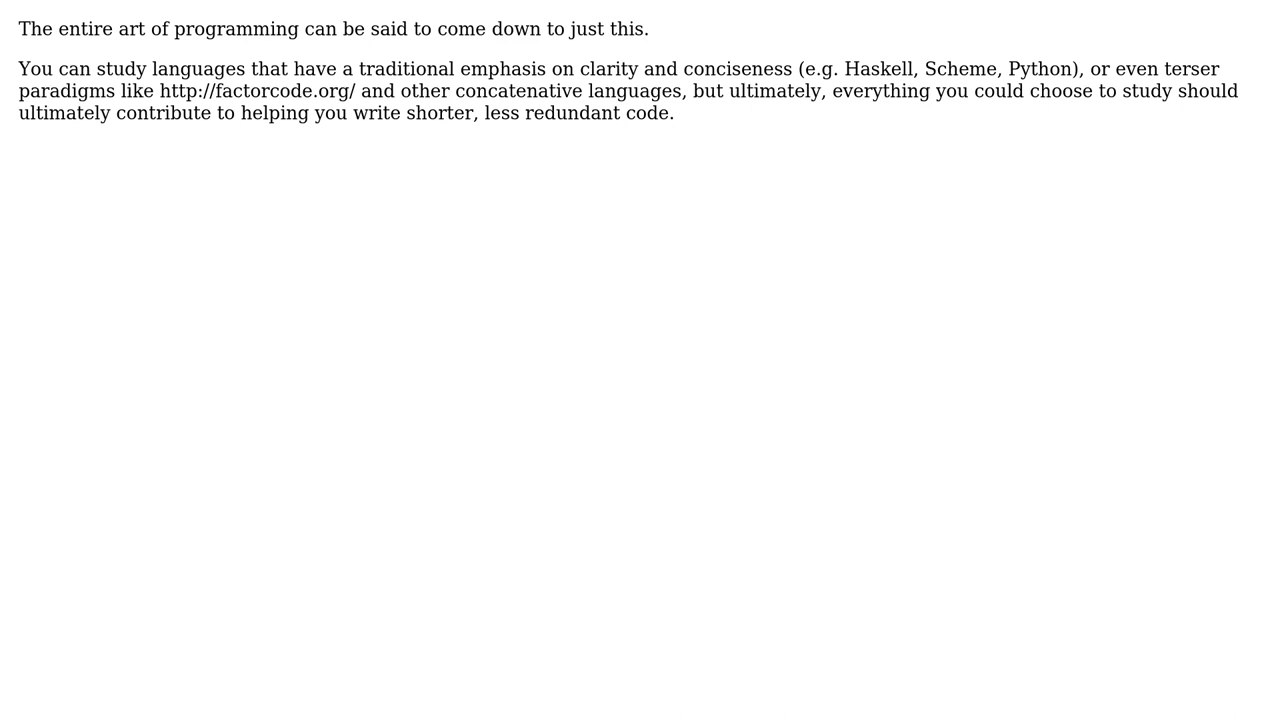 The entire art of programming can be said to come down to just this.
You can study languages that have a traditional emphasis on clarity and conciseness (e.g. Haskell, Scheme, Python), or even terser
paradigms like http://factorcode.org/ and other concatenative languages, but ultimately, everything you could choose to study should
ultimately contribute to helping you write shorter, less redundant code.